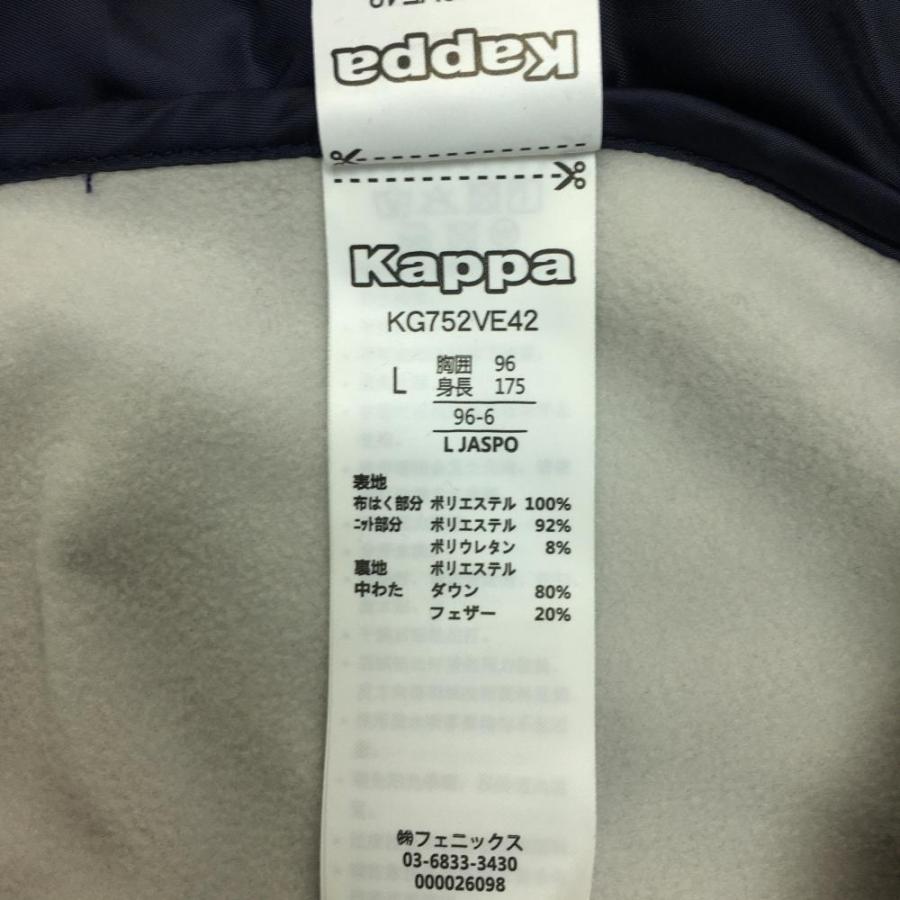 Kappa
Kappa
KG752VE42
L
胸囲 96
身長 175
96-6
L JASPO
表地
布はく部分 ポリエステル 100%
ﾆｯﾄ部分 ポリエステル 92%
ポリウレタン 8%
裏地 ポリエステル
中わた ダウン 80%
フェザー 20%
㈱フェニックス
03-6833-3430
000026098